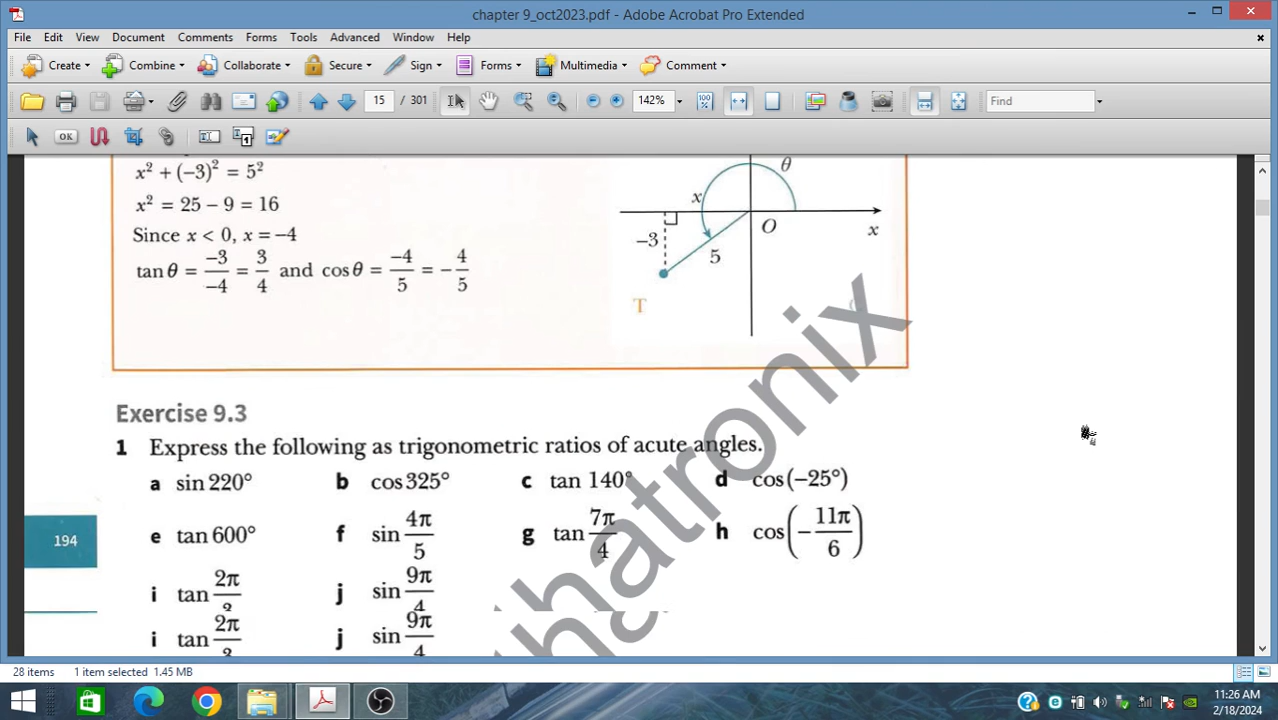 chapter 9_oct2023.pdf - Adobe Acrobat Pro Extended
File Edit View Document Comments Forms Tools Advanced Window Help
Create Combine Collaborate Secure Sign Forms Multimedia Comment
15 / 301 142% Find
OK
x² + (−3)² = 5²
x² = 25 − 9 = 16
Since x < 0, x = −4
tan θ = −3/−4 = 3/4 and cos θ = −4/5 = −4/5
θ
x
O
x
−3
5
T
Exercise 9.3
1 Express the following as trigonometric ratios of acute angles.
a sin 220° b cos 325° c tan 140° d cos(−25°)
194
e tan 600° f sin 4π/5 g tan 7π/4 h cos(−11π/6)
i tan 2π/3 j sin 9π/4
i tan 2π/3 j sin 9π/4
hatronix
28 items 1 item selected 1.45 MB
11:26 AM
2/18/2024